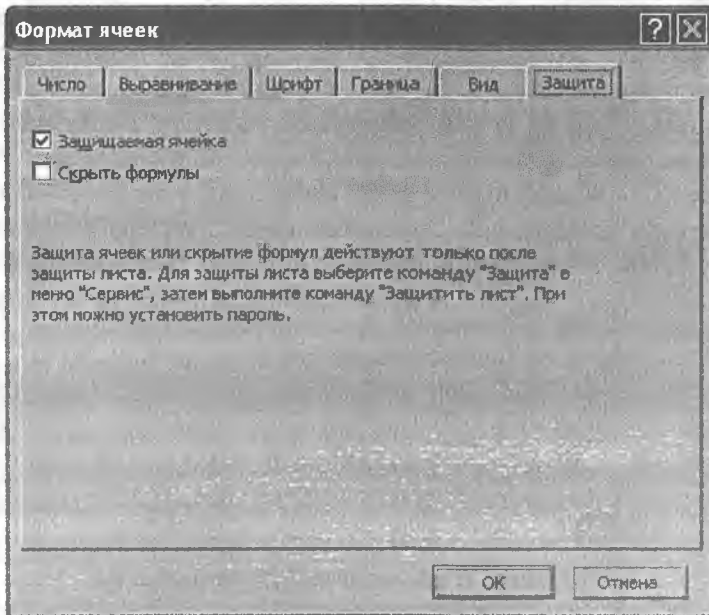 Формат ячеек
Число Выравнивание Шрифт Граница Вид Защита
Защищаемая ячейка
Скрыть формулы
Защита ячеек или скрытие формул действуют только после
защиты листа. Для защиты листа выберите команду "Защита" в
меню "Сервис", затем выполните команду "Защитить лист". При
этом можно установить пароль.
ОК Отмена